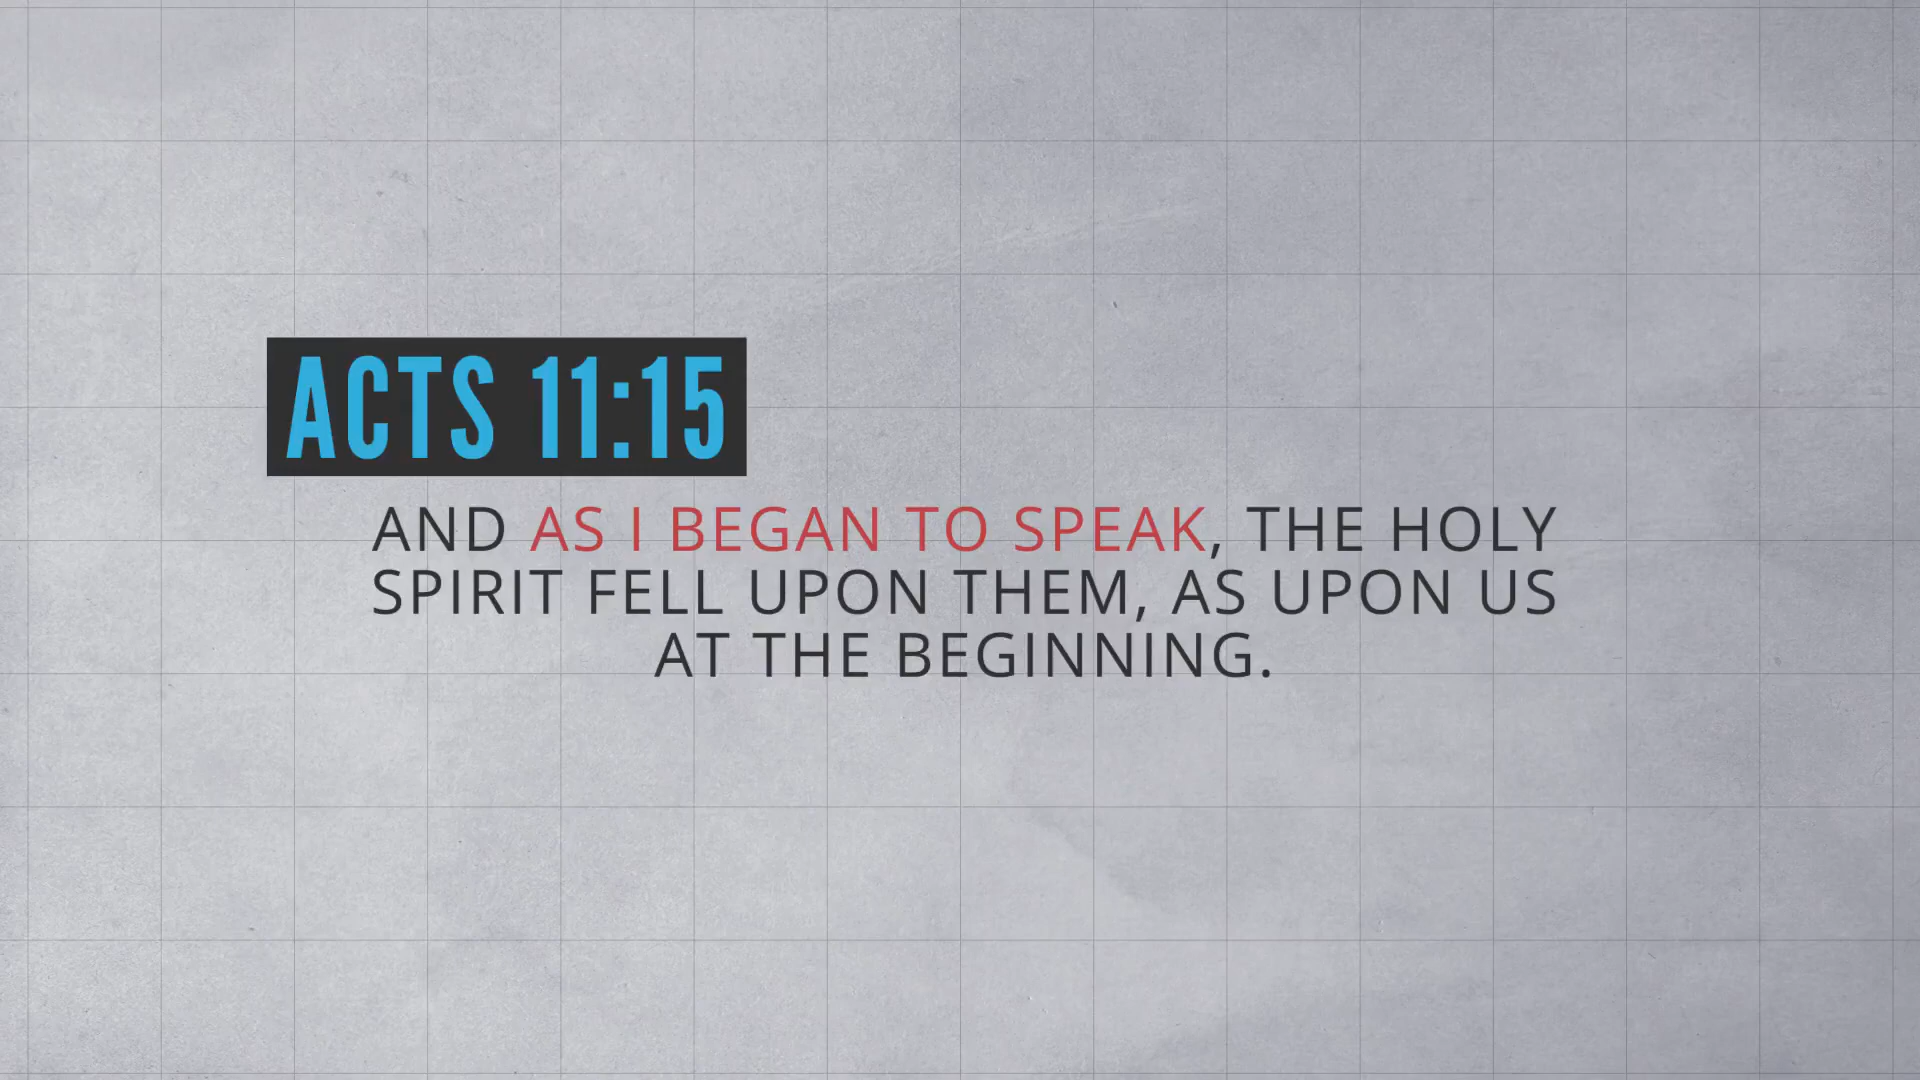 ACTS 11:15
AND AS I BEGAN TO SPEAK, THE HOLY
SPIRIT FELL UPON THEM, AS UPON US
AT THE BEGINNING.